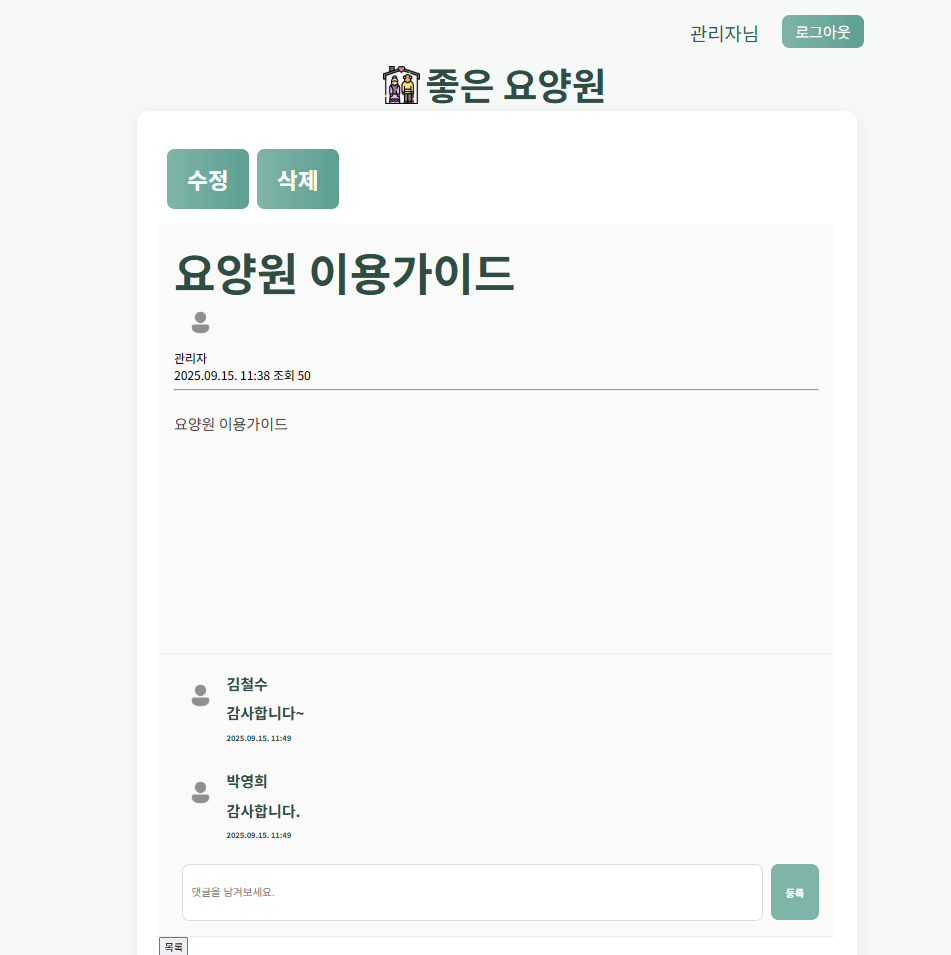 관리자님
로그아웃
좋은 요양원
수정
삭제
요양원 이용가이드
관리자
2025.09.15. 11:38 조회 50
요양원 이용가이드
김철수
감사합니다~
2025.09.15. 11:49
박영희
감사합니다.
2025.09.15. 11:49
댓글을 남겨보세요.
등록
목록